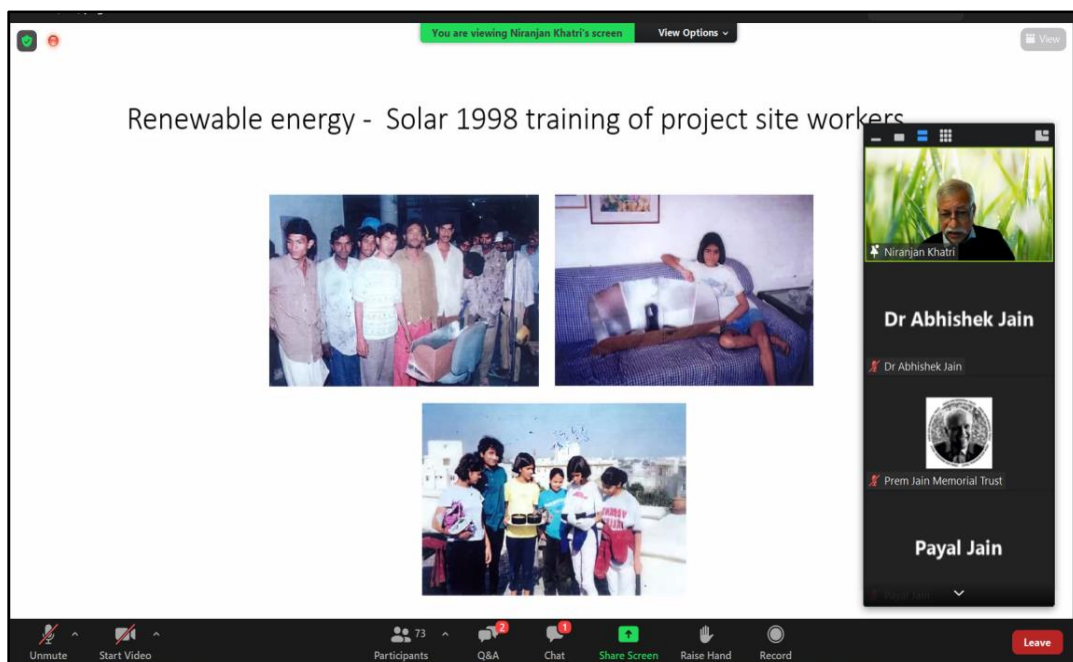 You are viewing Niranjan Khatri's screen
View Options
View
Renewable energy - Solar 1998 training of project site workers
Niranjan Khatri
Dr Abhishek Jain
Dr Abhishek Jain
Prem Jain Memorial Trust
Payal Jain
Payal Jain
Unmute
Start Video
73
Participants
2
Q&A
1
Chat
Share Screen
Raise Hand
Record
Leave